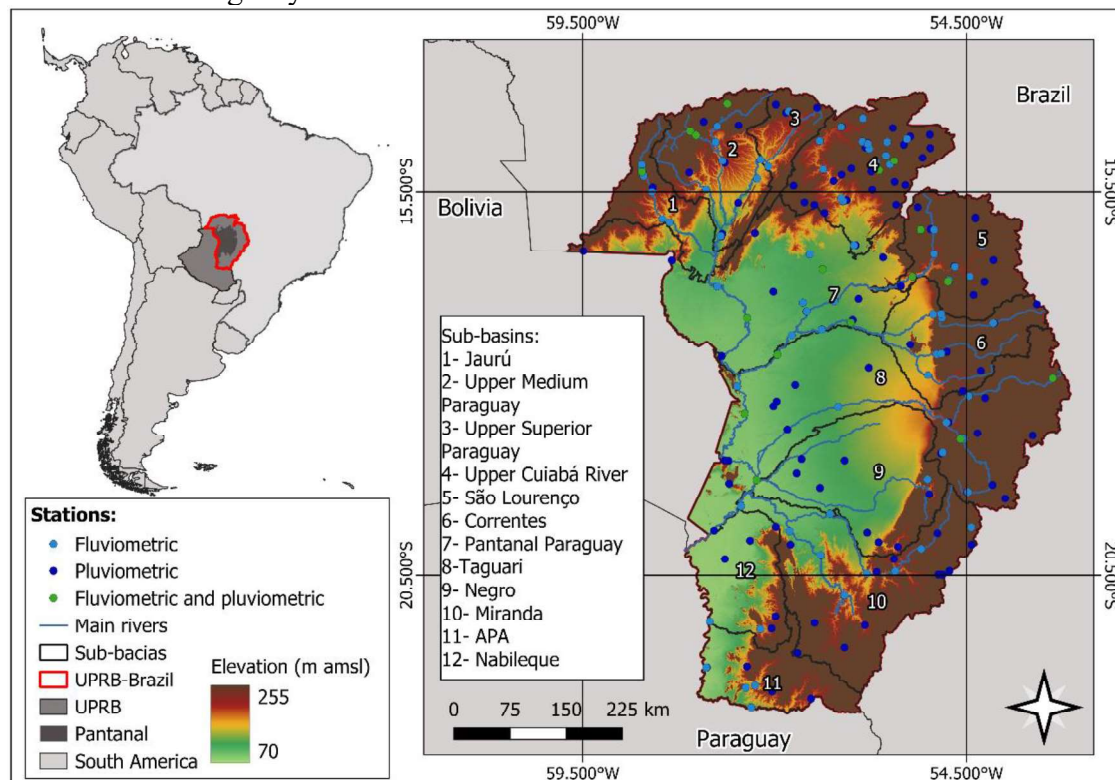 59.500°W
54.500°W
Brazil
3
2
4
15.500°S
15.500°S
Bolivia
1
5
7
Sub-basins:
1- Jaurú
2- Upper Medium
Paraguay
3- Upper Superior
Paraguay
4- Upper Cuiabá River
5- São Lourenço
6- Correntes
7- Pantanal Paraguay
8-Taguari
9- Negro
10- Miranda
11- APA
12- Nabileque
6
8
9
Stations:
Fluviometric
Pluviometric
Fluviometric and pluviometric
Main rivers
Sub-bacias
UPRB-Brazil
UPRB
Pantanal
South America
Elevation (m amsl)
255
70
20.500°S
20.500°S
12
10
11
0 75 150 225 km
Paraguay
59.500°W
54.500°W